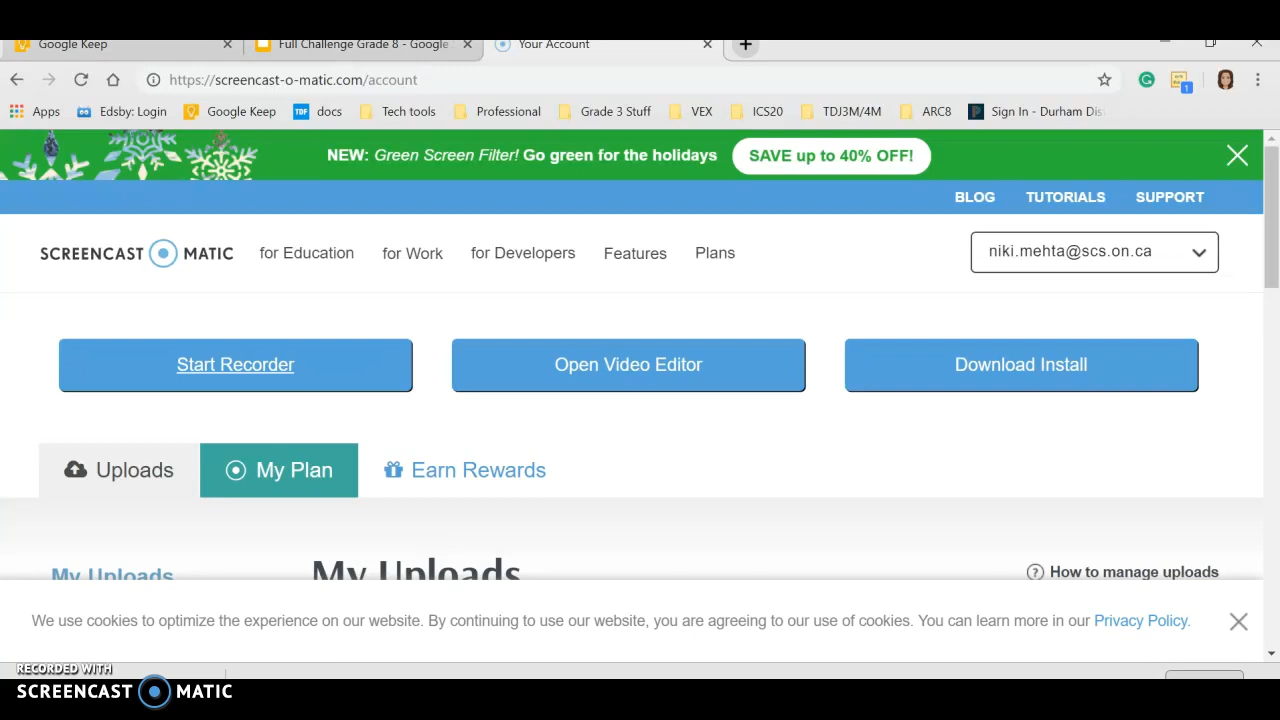 Google Keep
Full Challenge Grade 8 - Google
Your Account
https://screencast-o-matic.com/account
1
Apps
Edsby: Login
Google Keep
TDF docs
Tech tools
Professional
Grade 3 Stuff
VEX
ICS20
TDJ3M/4M
ARC8
Sign In - Durham Dis
NEW: Green Screen Filter! Go green for the holidays
SAVE up to 40% OFF!
BLOG
TUTORIALS
SUPPORT
SCREENCAST MATIC
for Education
for Work
for Developers
Features
Plans
niki.mehta@scs.on.ca
Start Recorder
Open Video Editor
Download Install
Uploads
My Plan
Earn Rewards
My Uploads
My Uploads
How to manage uploads
We use cookies to optimize the experience on our website. By continuing to use our website, you are agreeing to our use of cookies. You can learn more in our Privacy Policy.
RECORDED WITH
SCREENCAST MATIC